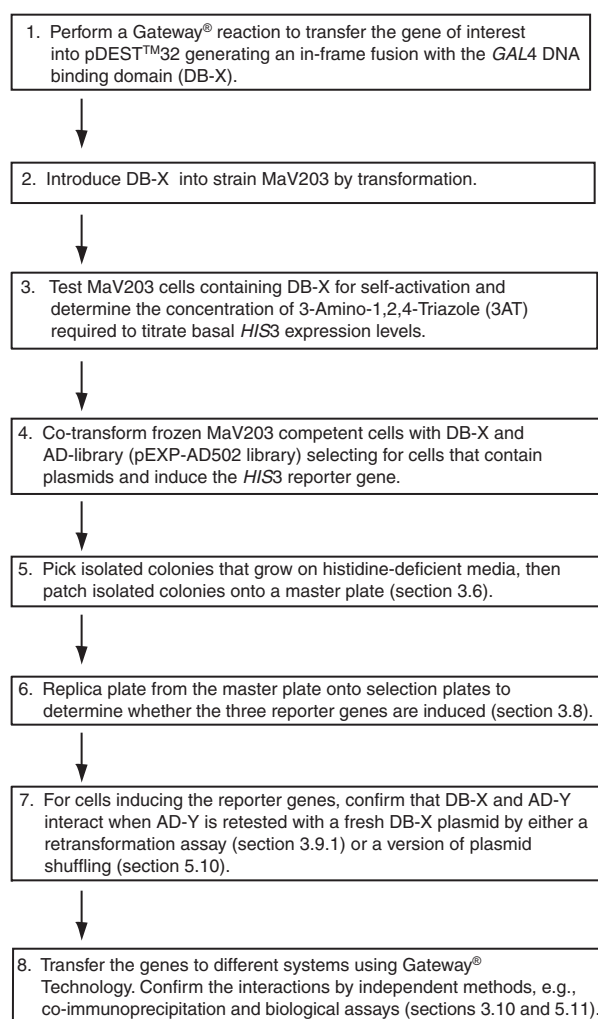 1. Perform a Gateway® reaction to transfer the gene of interest
into pDEST™32 generating an in-frame fusion with the GAL4 DNA
binding domain (DB-X).
2. Introduce DB-X into strain MaV203 by transformation.
3. Test MaV203 cells containing DB-X for self-activation and
determine the concentration of 3-Amino-1,2,4-Triazole (3AT)
required to titrate basal HIS3 expression levels.
4. Co-transform frozen MaV203 competent cells with DB-X and
AD-library (pEXP-AD502 library) selecting for cells that contain
plasmids and induce the HIS3 reporter gene.
5. Pick isolated colonies that grow on histidine-deficient media, then
patch isolated colonies onto a master plate (section 3.6).
6. Replica plate from the master plate onto selection plates to
determine whether the three reporter genes are induced (section 3.8).
7. For cells inducing the reporter genes, confirm that DB-X and AD-Y
interact when AD-Y is retested with a fresh DB-X plasmid by either a
retransformation assay (section 3.9.1) or a version of plasmid
shuffling (section 5.10).
8. Transfer the genes to different systems using Gateway®
Technology. Confirm the interactions by independent methods, e.g.,
co-immunoprecipitation and biological assays (sections 3.10 and 5.11).